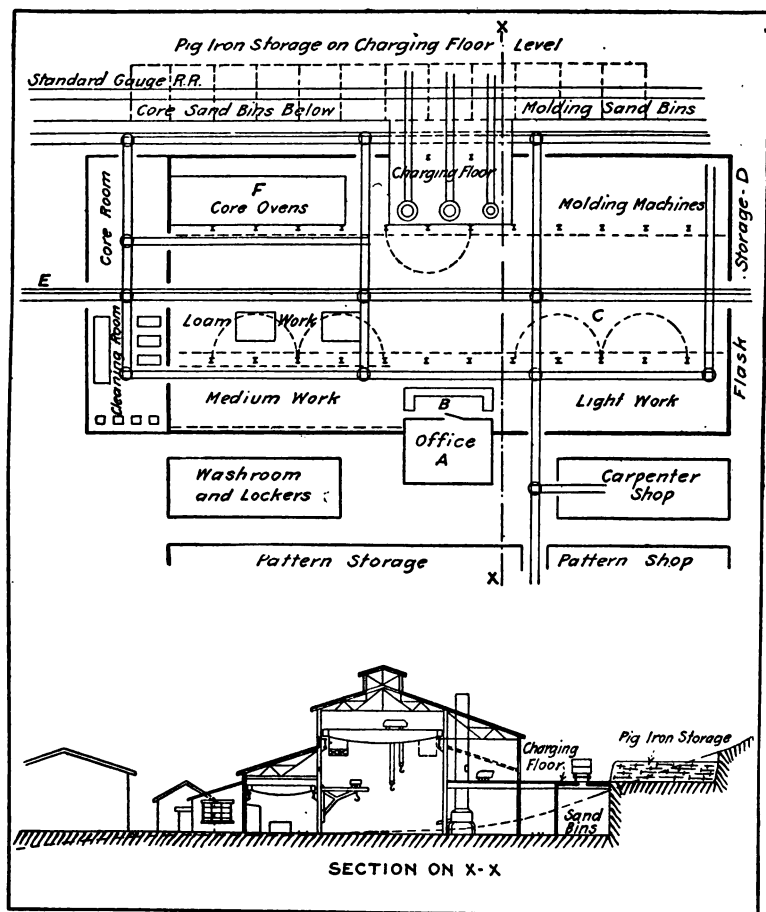 X
Pig Iron Storage on Charging Floor Level
Standard Gauge R.R.
Core Sand Bins Below
Molding Sand Bins
Charging Floor
Core Room
F
Core Ovens
Molding Machines
Storage-D
E
Loam Work
C
Cleaning Room
Medium Work
B
Light Work
Flask
Office
A
Washroom
and Lockers
Carpenter
Shop
Pattern Storage
X
Pattern Shop
Charging
Floor
Pig Iron Storage
Sand
Bins
SECTION ON X-X